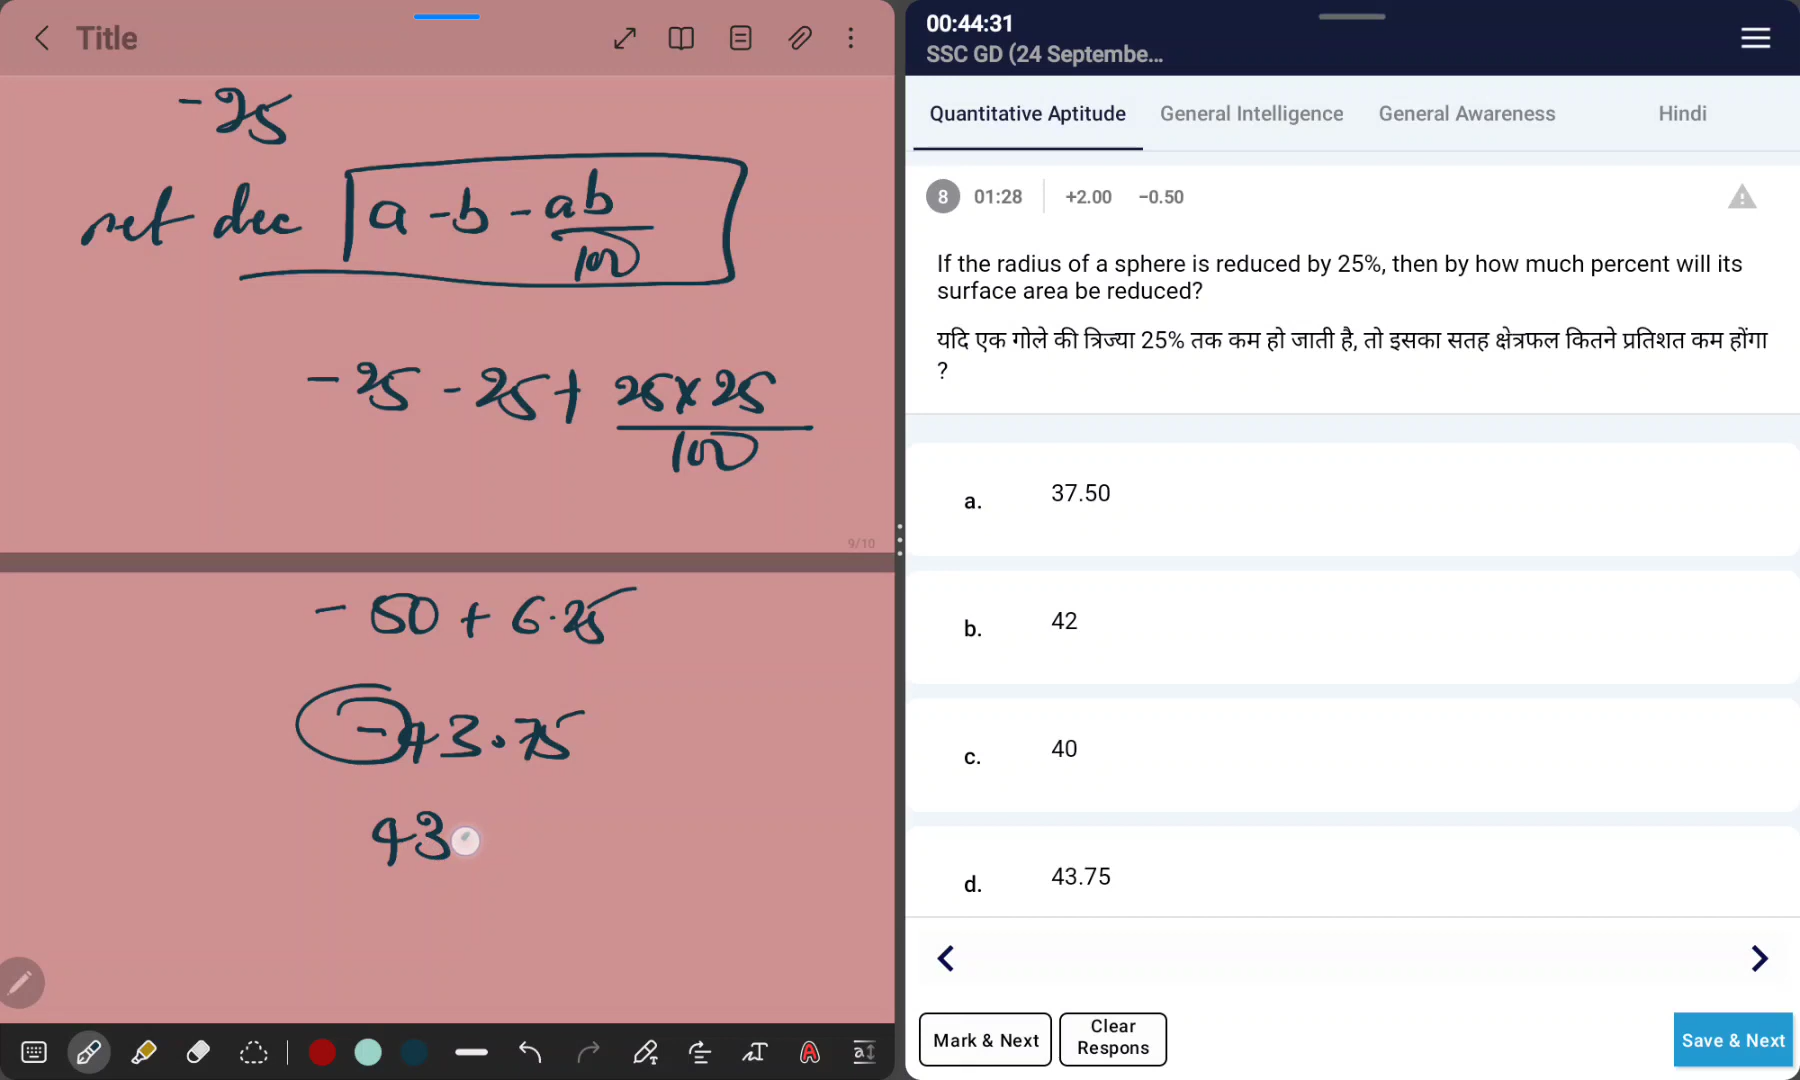 Title
-25
net dec a - b - ab/100
-25 - 25 + 25 x 25/100
9/10
- 50 + 6.25
-43.75
43
00:44:31
SSC GD (24 Septembe...
Quantitative Aptitude General Intelligence General Awareness Hindi
8 01:28 +2.00 -0.50
If the radius of a sphere is reduced by 25%, then by how much percent will its
surface area be reduced?
यदि एक गोले की त्रिज्या 25% तक कम हो जाती है, तो इसका सतह क्षेत्रफल कितने प्रतिशत कम होंगा
?
a. 37.50
b. 42
c. 40
d. 43.75
Mark & Next
Clear
Respons
Save & Next